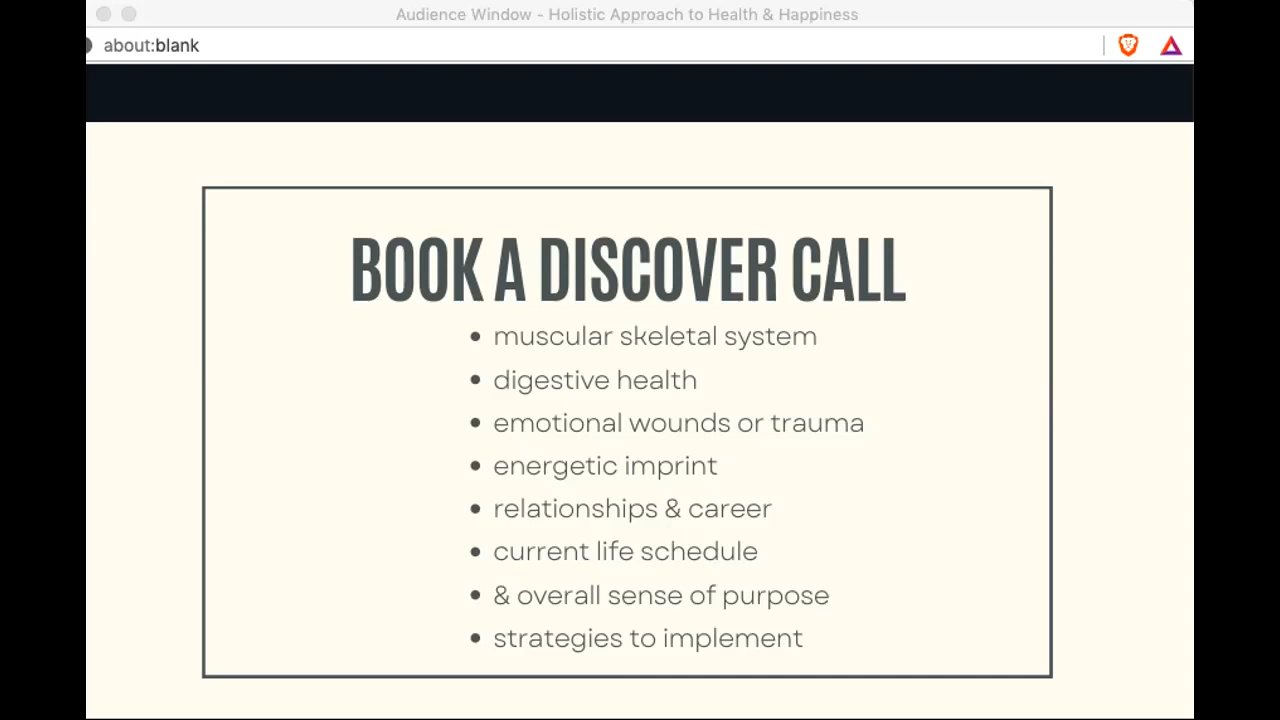 Audience Window - Holistic Approach to Health & Happiness
about:blank
BOOK A DISCOVER CALL
• muscular skeletal system
• digestive health
• emotional wounds or trauma
• energetic imprint
• relationships & career
• current life schedule
• & overall sense of purpose
• strategies to implement